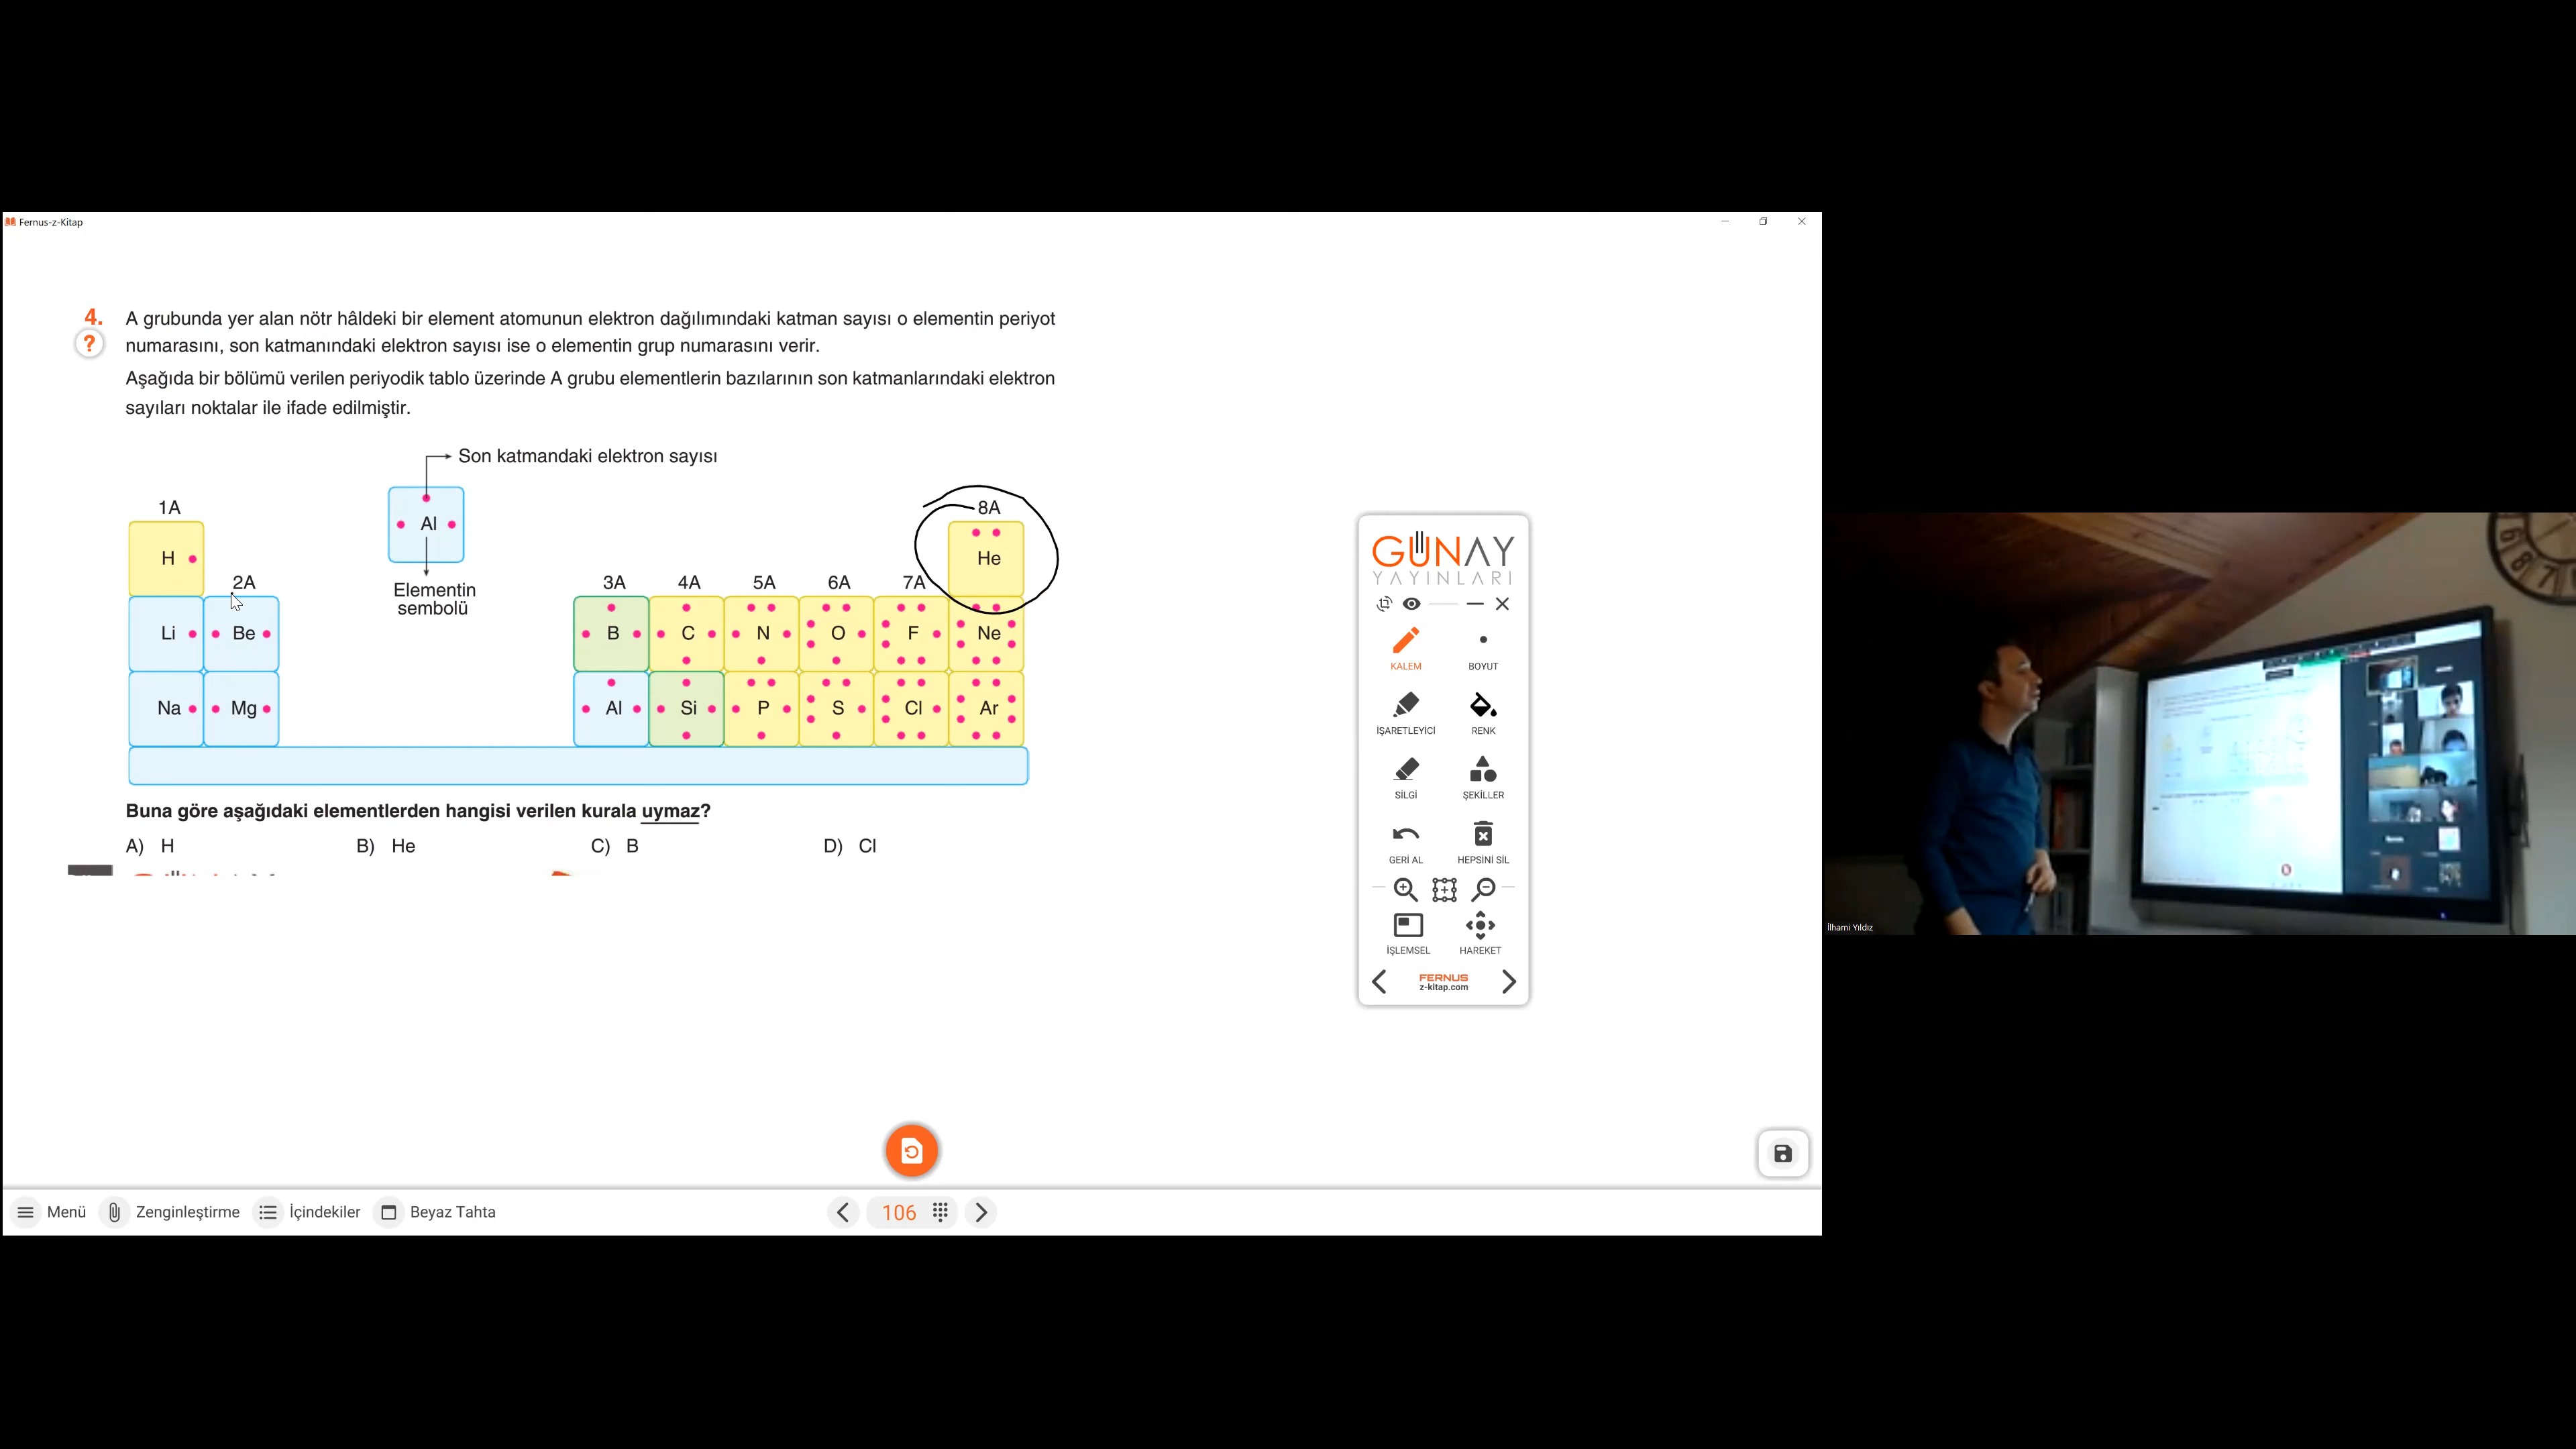 Fernus-z-Kitap
4. A grubunda yer alan nötr hâldeki bir element atomunun elektron dağılımındaki katman sayısı o elementin periyot
? numarasını, son katmanındaki elektron sayısı ise o elementin grup numarasını verir.
Aşağıda bir bölümü verilen periyodik tablo üzerinde A grubu elementlerin bazılarının son katmanlarındaki elektron
sayıları noktalar ile ifade edilmiştir.
Son katmandaki elektron sayısı
Al
Elementin
sembolü
1A
8A
H
He
2A
3A 4A 5A 6A 7A
Li Be B C N O F Ne
Na Mg Al Si P S Cl Ar
Buna göre aşağıdaki elementlerden hangisi verilen kurala uymaz?
A) H B) He C) B D) Cl
GÜNAY
YAYINLARI
KALEM BOYUT
İŞARETLEYİCİ RENK
SİLGİ ŞEKİLLER
GERİ AL HEPSİNİ SİL
İŞLEMSEL HAREKET
FERNUS
z-kitap.com
Menü Zenginleştirme İçindekiler Beyaz Tahta 106
İlhami Yıldız